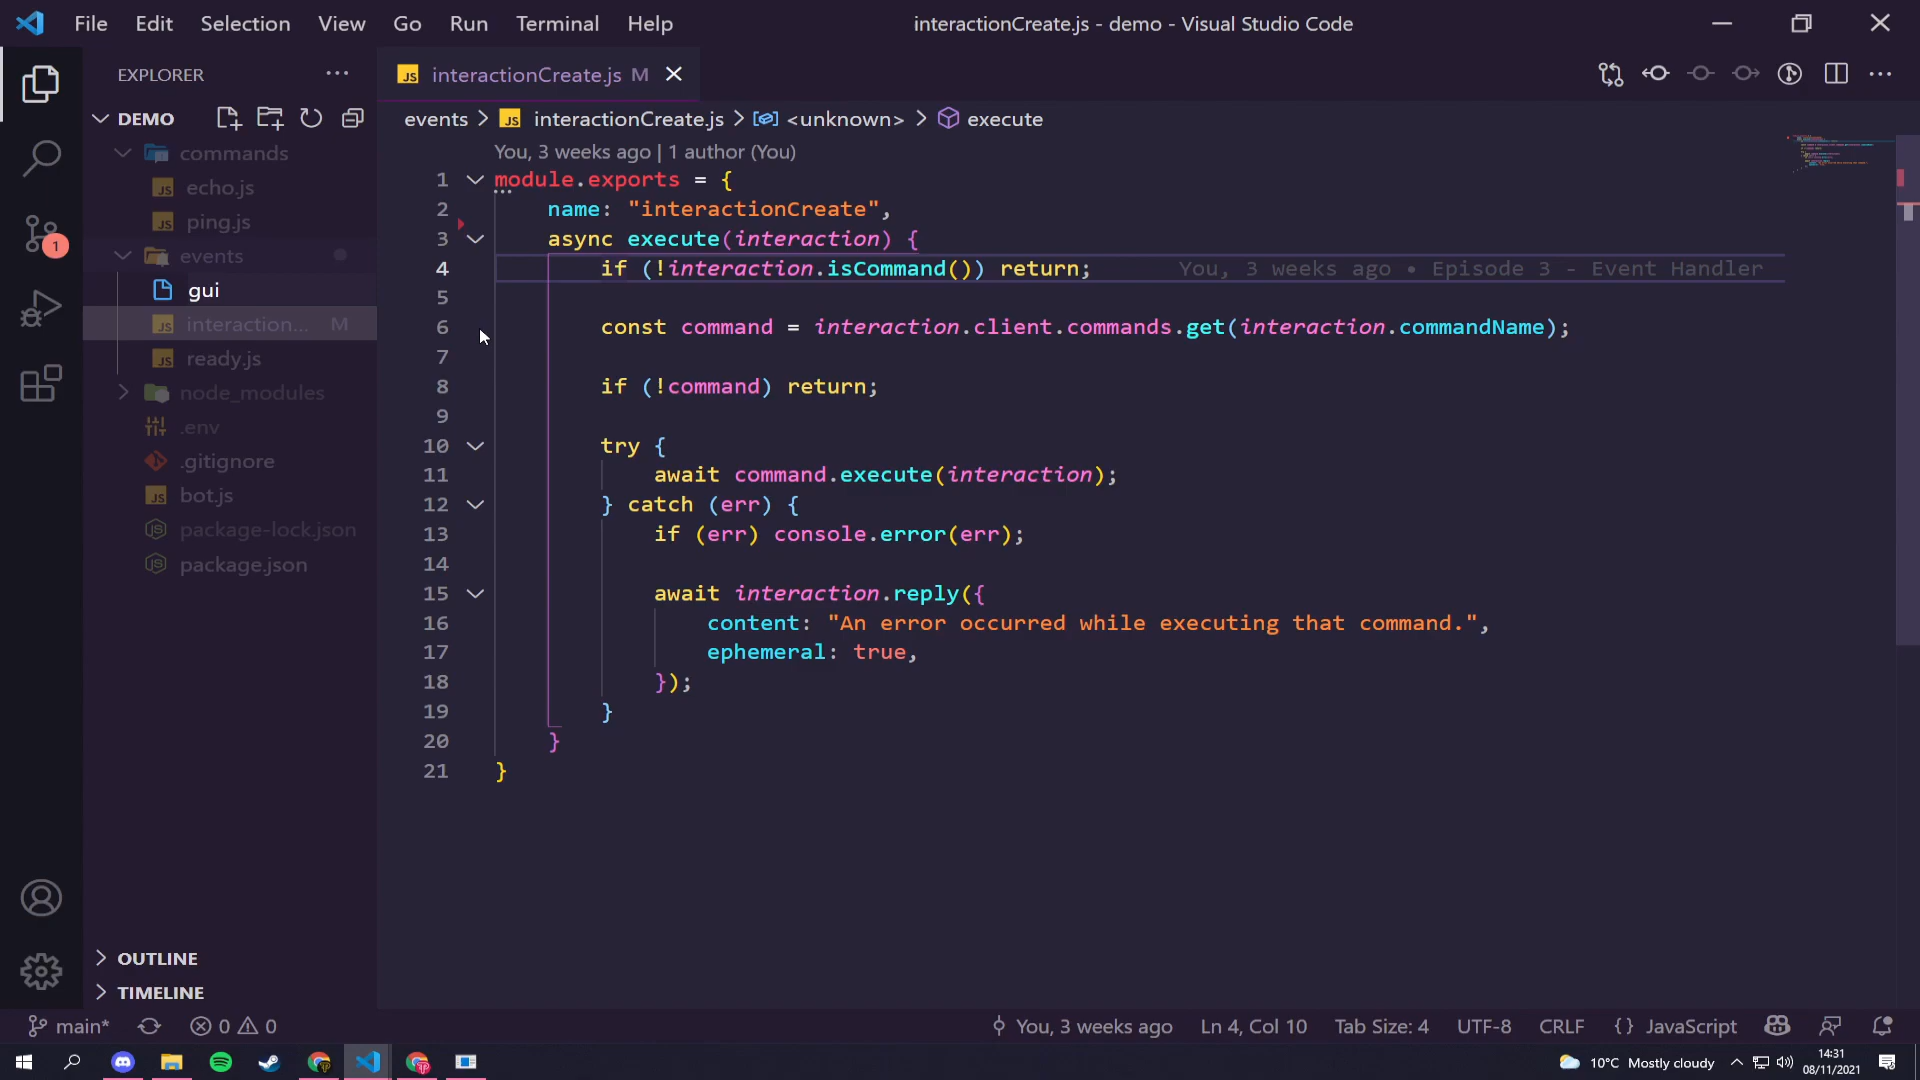 File Edit Selection View Go Run Terminal Help
interactionCreate.js - demo - Visual Studio Code
EXPLORER
DEMO
commands
echo.js
ping.js
events
gui
interaction... M
ready.js
node_modules
.env
.gitignore
bot.js
package-lock.json
package.json
OUTLINE
TIMELINE
1
JS interactionCreate.js M
events > JS interactionCreate.js > <unknown> > execute
You, 3 weeks ago | 1 author (You)
1 module.exports = {
2 name: "interactionCreate",
3 async execute(interaction) {
4 if (!interaction.isCommand()) return; You, 3 weeks ago • Episode 3 - Event Handler
5
6 const command = interaction.client.commands.get(interaction.commandName);
7
8 if (!command) return;
9
10 try {
11 await command.execute(interaction);
12 } catch (err) {
13 if (err) console.error(err);
14
15 await interaction.reply({
16 content: "An error occurred while executing that command.",
17 ephemeral: true,
18 });
19 }
20 }
21 }
main* 0 0 You, 3 weeks ago Ln 4, Col 10 Tab Size: 4 UTF-8 CRLF {} JavaScript
10°C Mostly cloudy
14:31
08/11/2021